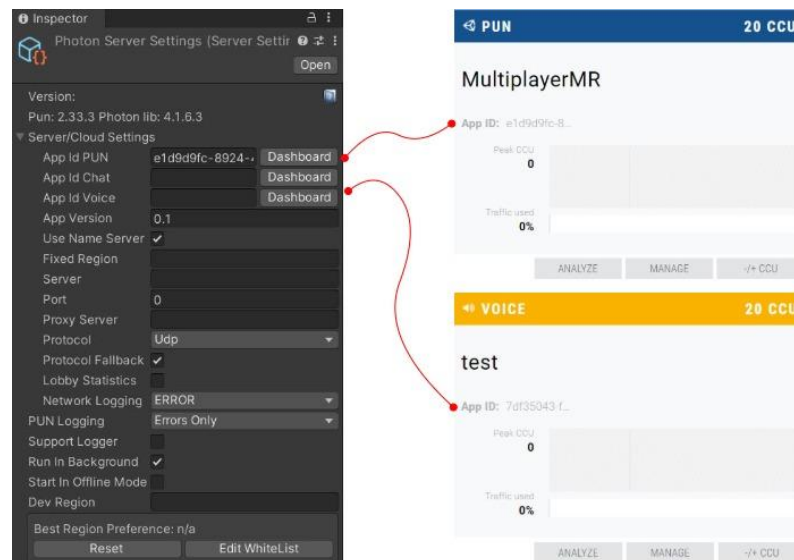 Inspector
Photon Server Settings (Server Settir
Open
Version:
Pun: 2.33.3 Photon lib: 4.1.6.3
Server/Cloud Settings
App Id PUN e1d9d9fc-8924-4 Dashboard
App Id Chat Dashboard
App Id Voice Dashboard
App Version 0.1
Use Name Server
Fixed Region
Server
Port 0
Proxy Server
Protocol Udp
Protocol Fallback
Lobby Statistics
Network Logging ERROR
PUN Logging Errors Only
Support Logger
Run In Background
Start In Offline Mode
Dev Region
Best Region Preference: n/a
Reset Edit WhiteList
PUN 20 CCU
MultiplayerMR
App ID: e1d9d9fc-8...
Peak CCU
0
Traffic used
0%
ANALYZE MANAGE -/+ CCU
VOICE 20 CCU
test
App ID: 7df35043-f...
Peak CCU
0
Traffic used
0%
ANALYZE MANAGE -/+ CCU